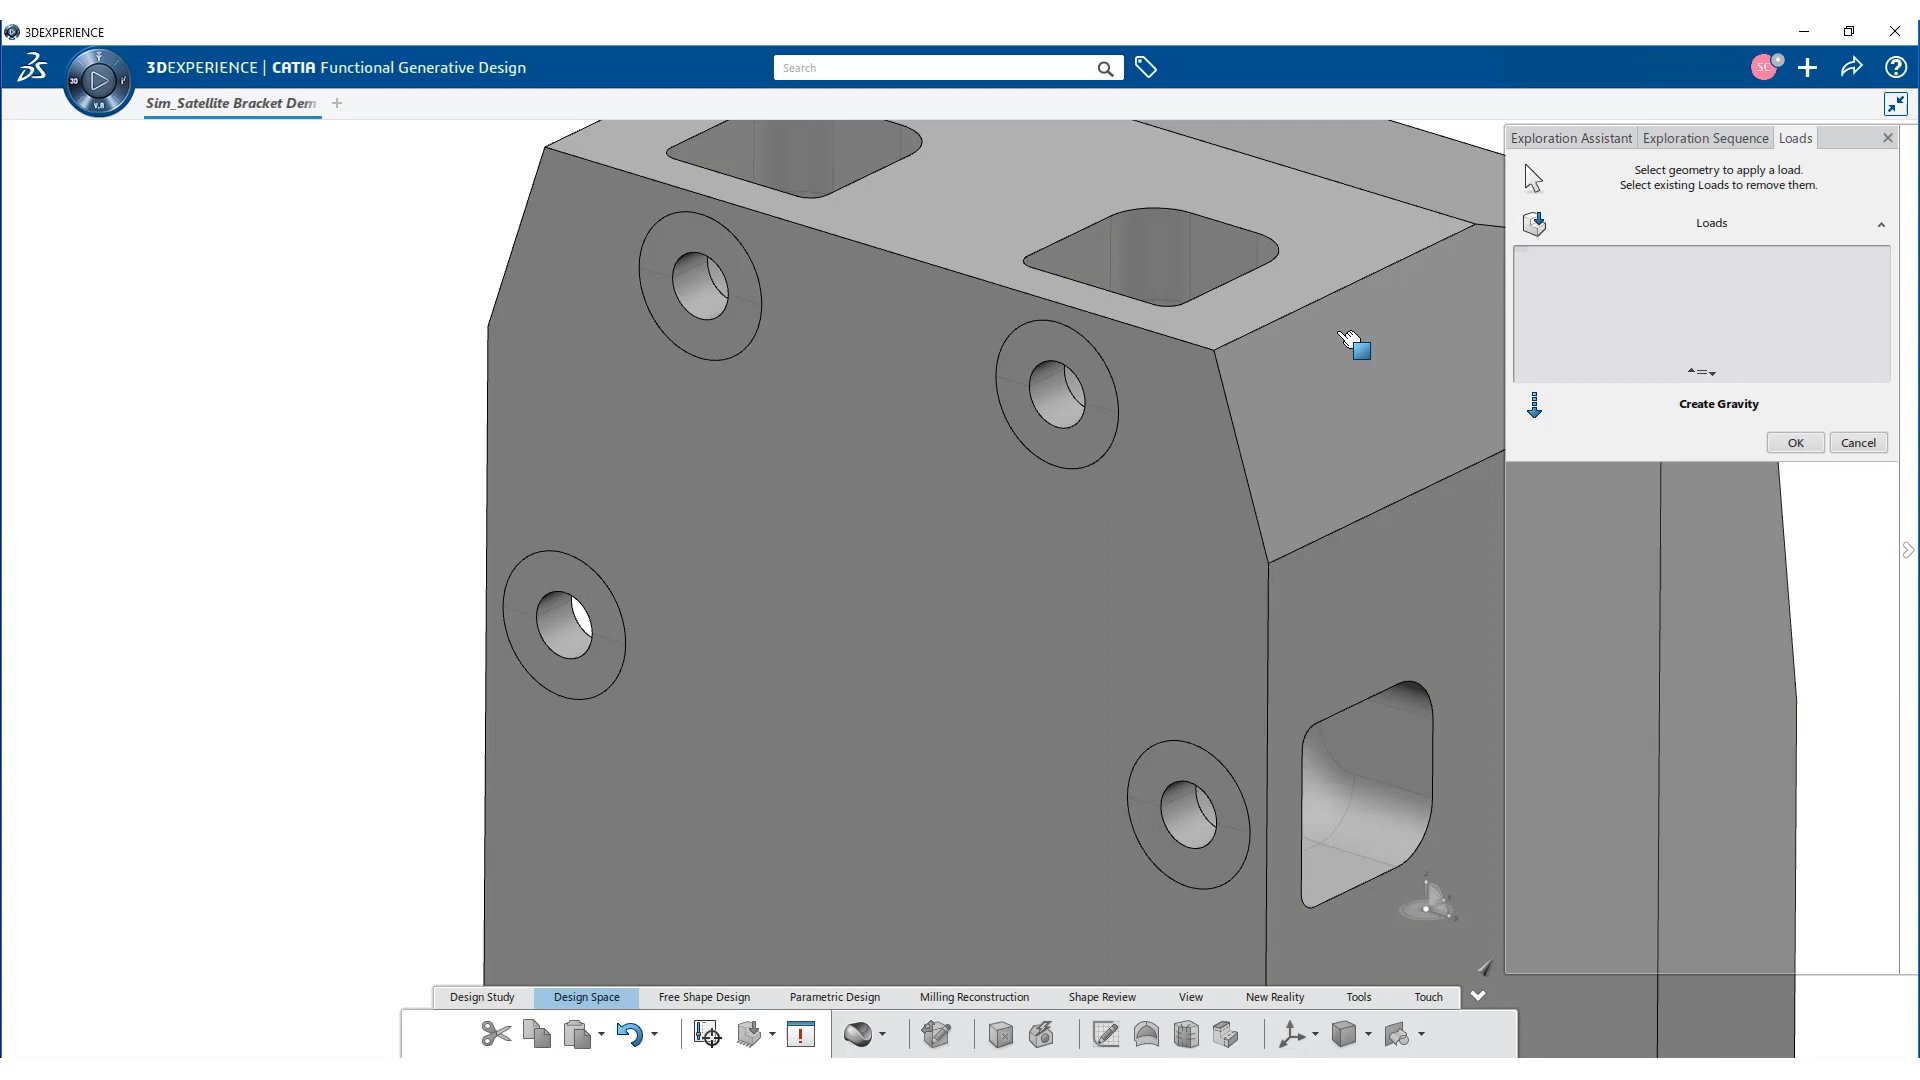 3DEXPERIENCE
3DEXPERIENCE | CATIA Functional Generative Design
Search
SC
3D
V.R
Sim_Satellite Bracket Dem
Exploration Assistant
Exploration Sequence
Loads
Select geometry to apply a load.
Select existing Loads to remove them.
Loads
Create Gravity
OK
Cancel
Design Study
Design Space
Free Shape Design
Parametric Design
Milling Reconstruction
Shape Review
View
New Reality
Tools
Touch